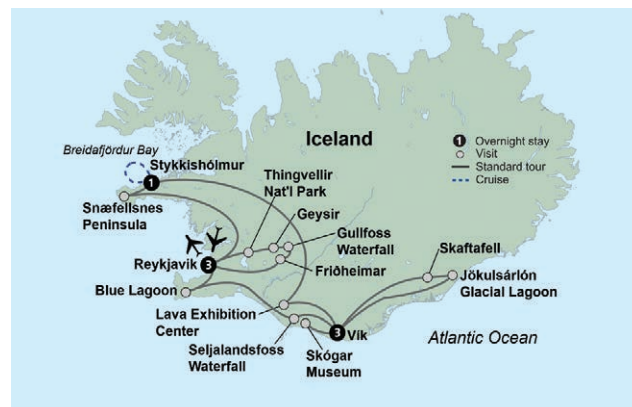 Iceland
Breidafjördur Bay
Stykkishólmur
1
Snæfellsnes
Peninsula
Thingvellir
Nat'l Park
Geysir
Gullfoss
Waterfall
Friðheimar
Reykjavik
3
Blue Lagoon
Lava Exhibition
Center
Seljalandsfoss
Waterfall
Skógar
Museum
3
Vík
Skaftafell
Jökulsárlón
Glacial Lagoon
Atlantic Ocean
1 Overnight stay
Visit
Standard tour
Cruise